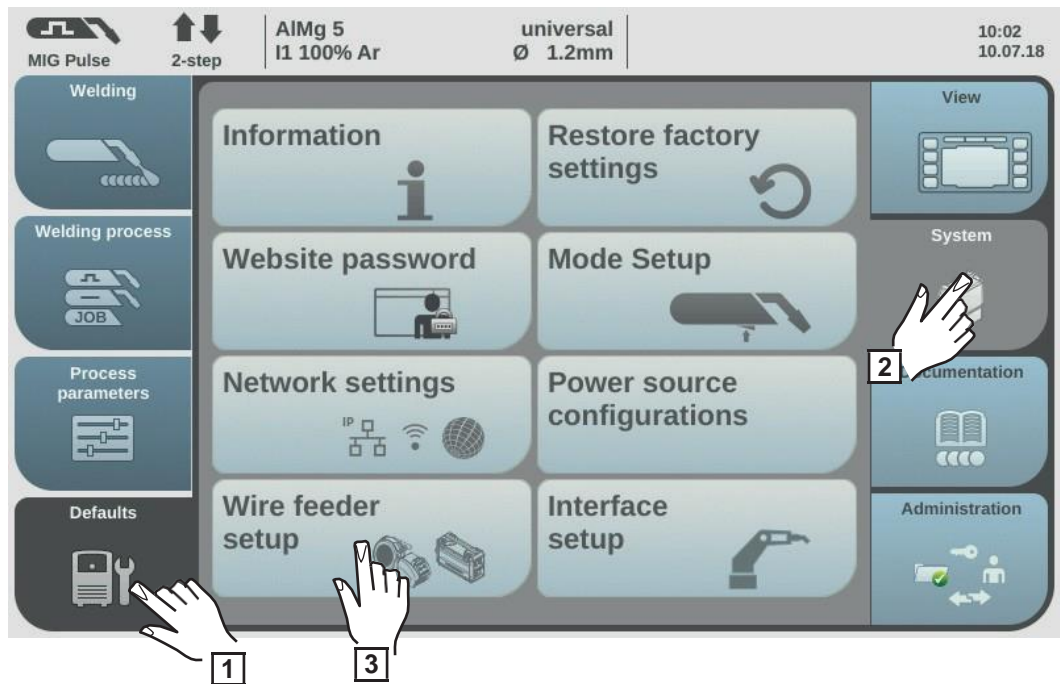 MIG Pulse
2-step
AlMg 5
I1 100% Ar
universal
Ø 1.2mm
10:02
10.07.18
Welding
Welding process
JOB
Process
parameters
Defaults
Information
Restore factory
settings
Website password
Mode Setup
Network settings
IP
Power source
configurations
Wire feeder
setup
Interface
setup
View
System
Documentation
Administration
1
2
3